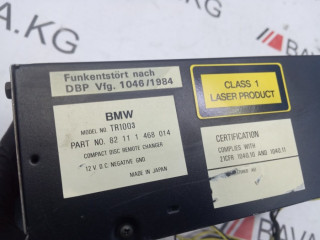 BAVA.KG
Funkentstört nach
DBP Vfg. 1046/1984
CLASS 1
LASER PRODUCT
BMW
MODEL NO. TR1003
PART NO. 82 11 1 468 014
COMPACT DISC REMOTE CHANGER
12 V D.C. NEGATIVE GND
MADE IN JAPAN
CERTIFICATION
COMPLIES WITH
21CFR 1040.10 AND 1040.11